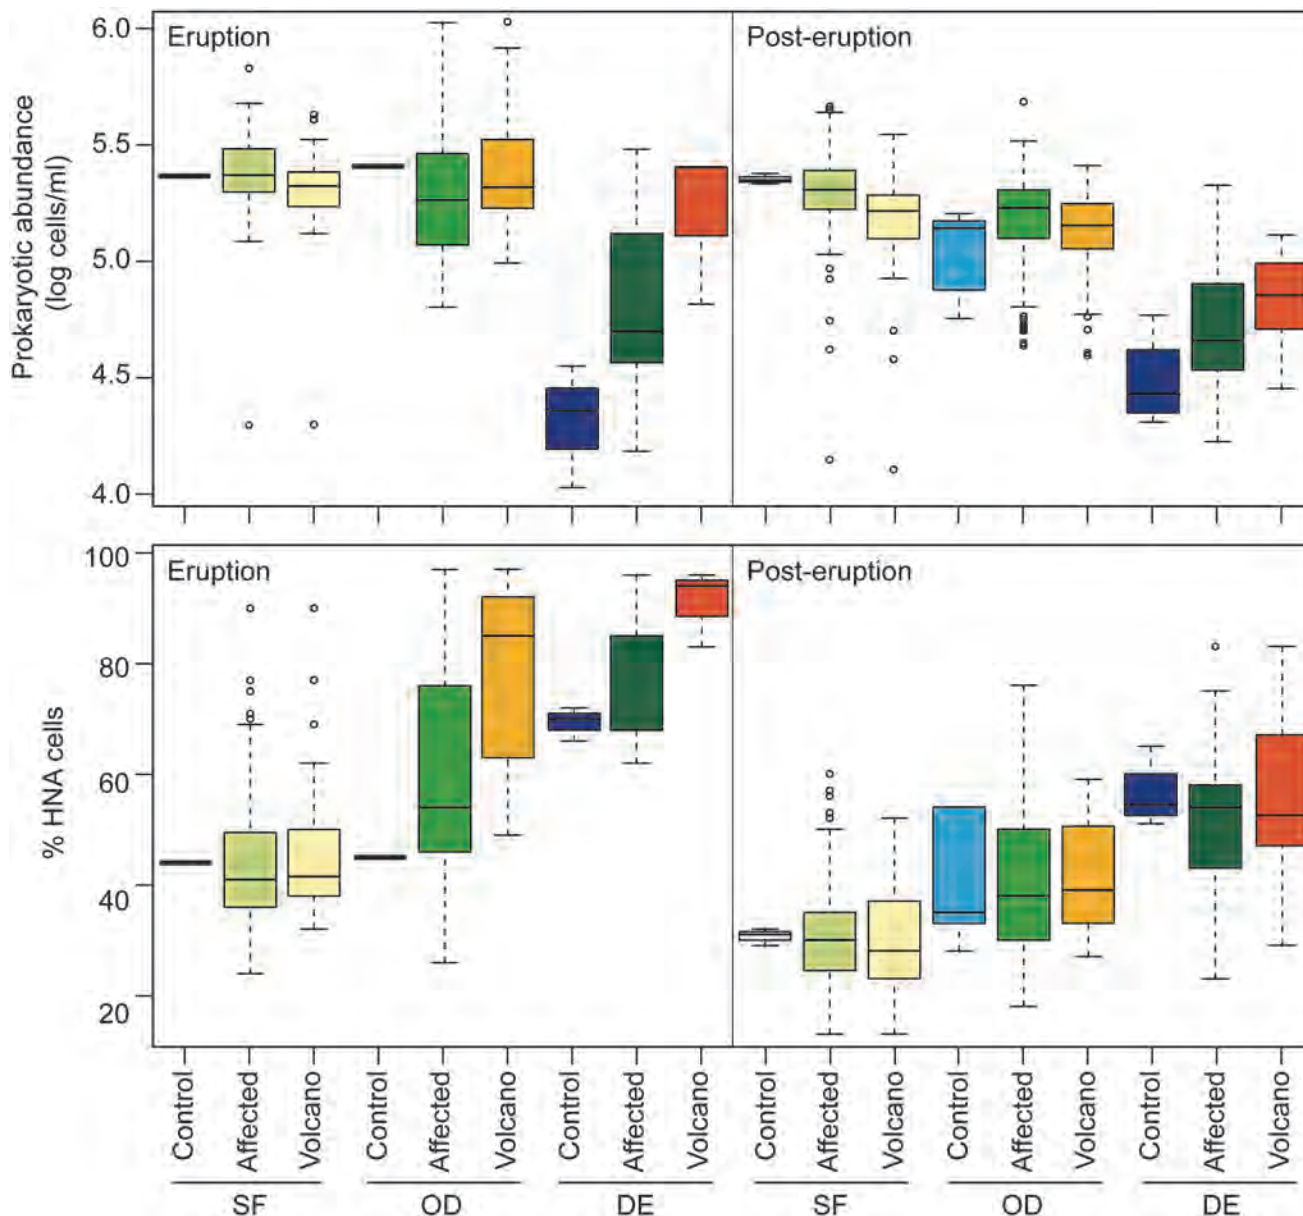 Eruption
Post-eruption
Prokaryotic abundance
(log cells/ml)
6.0
5.5
5.0
4.5
4.0
Eruption
Post-eruption
% HNA cells
100
80
60
40
20
Control Affected Volcano Control Affected Volcano Control Affected Volcano Control Affected Volcano Control Affected Volcano Control Affected Volcano
SF OD DE SF OD DE